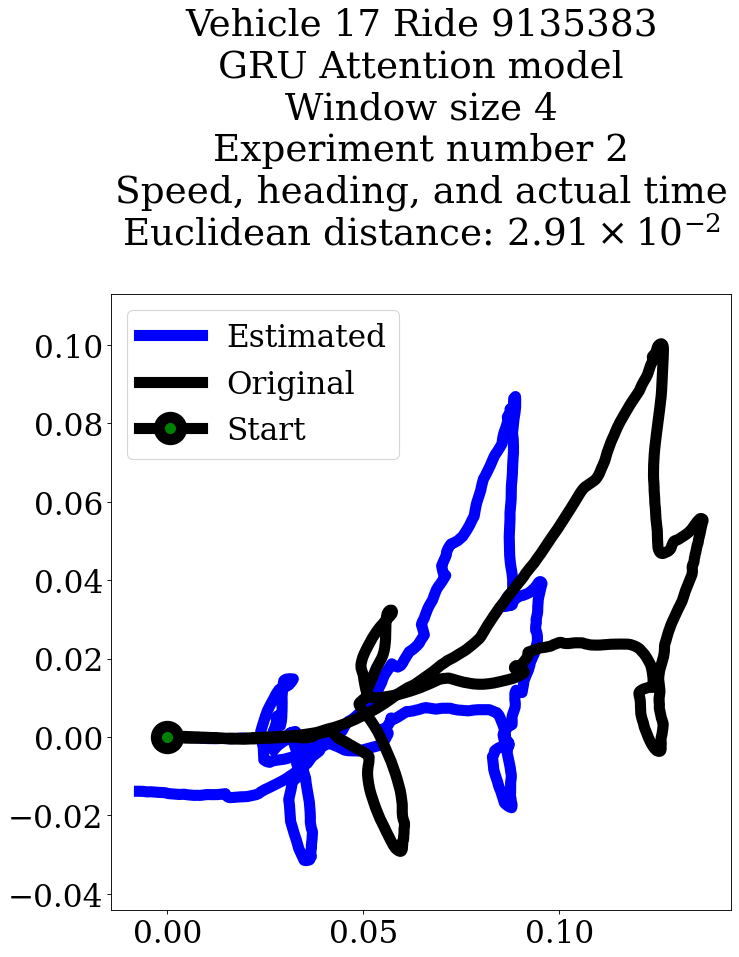 Vehicle 17 Ride 9135383
GRU Attention model
Window size 4
Experiment number 2
Speed, heading, and actual time
Euclidean distance: 2.91 × 10⁻²
Estimated
Original
Start
0.10
0.08
0.06
0.04
0.02
0.00
−0.02
−0.04
0.00 0.05 0.10